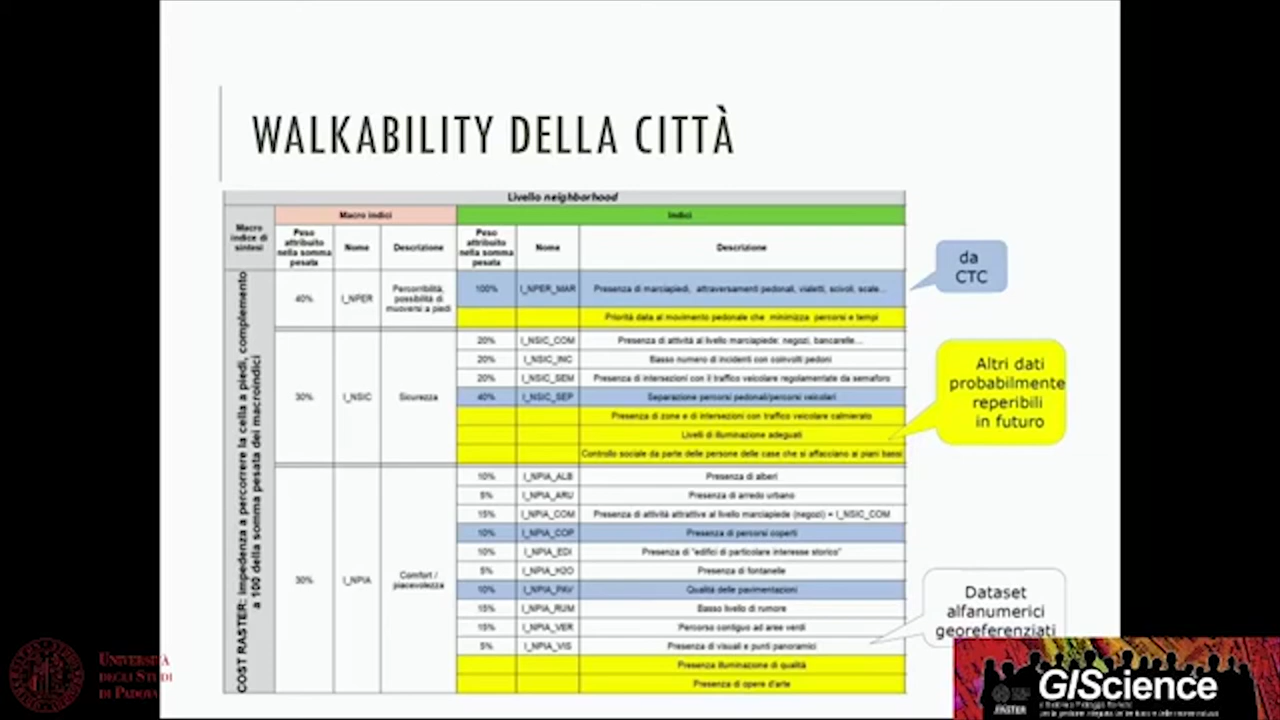 WALKABILITY DELLA CITTÀ
Livello neighborhood
Macro indice di sintesi
Macro indici
Indici
Peso attribuito nella somma pesata
Nome
Descrizione
Peso attribuito nella somma pesata
Nome
Descrizione
COST RASTER: impedenza a percorrere la cella a piedi, complemento
a 100 della somma pesata dei macroindici
40%
I_NPER
Percorribilità, possibilità di muoversi a piedi
100% I_NPER_MAR Presenza di marciapiedi, attraversamenti pedonali, vialetti, scivoli, scale...
Priorità data al movimento pedonale che minimizza percorsi e tempi
30%
I_NSIC
Sicurezza
20% I_NSIC_COM Presenza di attività al livello marciapiede: negozi, bancarelle...
20% I_NSIC_INC Basso numero di incidenti con coinvolti pedoni
20% I_NSIC_SEM Presenza di intersezioni con il traffico veicolare regolamentate da semaforo
40% I_NSIC_SEP Separazione percorsi pedonali/percorsi veicolari
Presenza di zone e di intersezioni con traffico veicolare calmierato
Livelli di illuminazione adeguati
Controllo sociale da parte delle persone delle case che si affacciano ai piani bassi
30%
I_NPIA
Comfort / piacevolezza
10% I_NPIA_ALB Presenza di alberi
5% I_NPIA_ARU Presenza di arredo urbano
15% I_NPIA_COM Presenza di attività attrattive al livello marciapiede (negozi) = I_NSIC_COM
10% I_NPIA_COP Presenza di percorsi coperti
10% I_NPIA_EDI Presenza di "edifici di particolare interesse storico"
5% I_NPIA_H2O Presenza di fontanelle
10% I_NPIA_PAV Qualità delle pavimentazioni
15% I_NPIA_RUM Basso livello di rumore
15% I_NPIA_VER Percorso contiguo ad aree verdi
5% I_NPIA_VIS Presenza di visuali e punti panoramici
Presenza illuminazione di qualità
Presenza di opere d'arte
da
CTC
Altri dati
probabilmente
reperibili
in futuro
Dataset
alfanumerici
georeferenziati
UNIVERSITÀ
DEGLI STUDI
DI PADOVA
GIScience